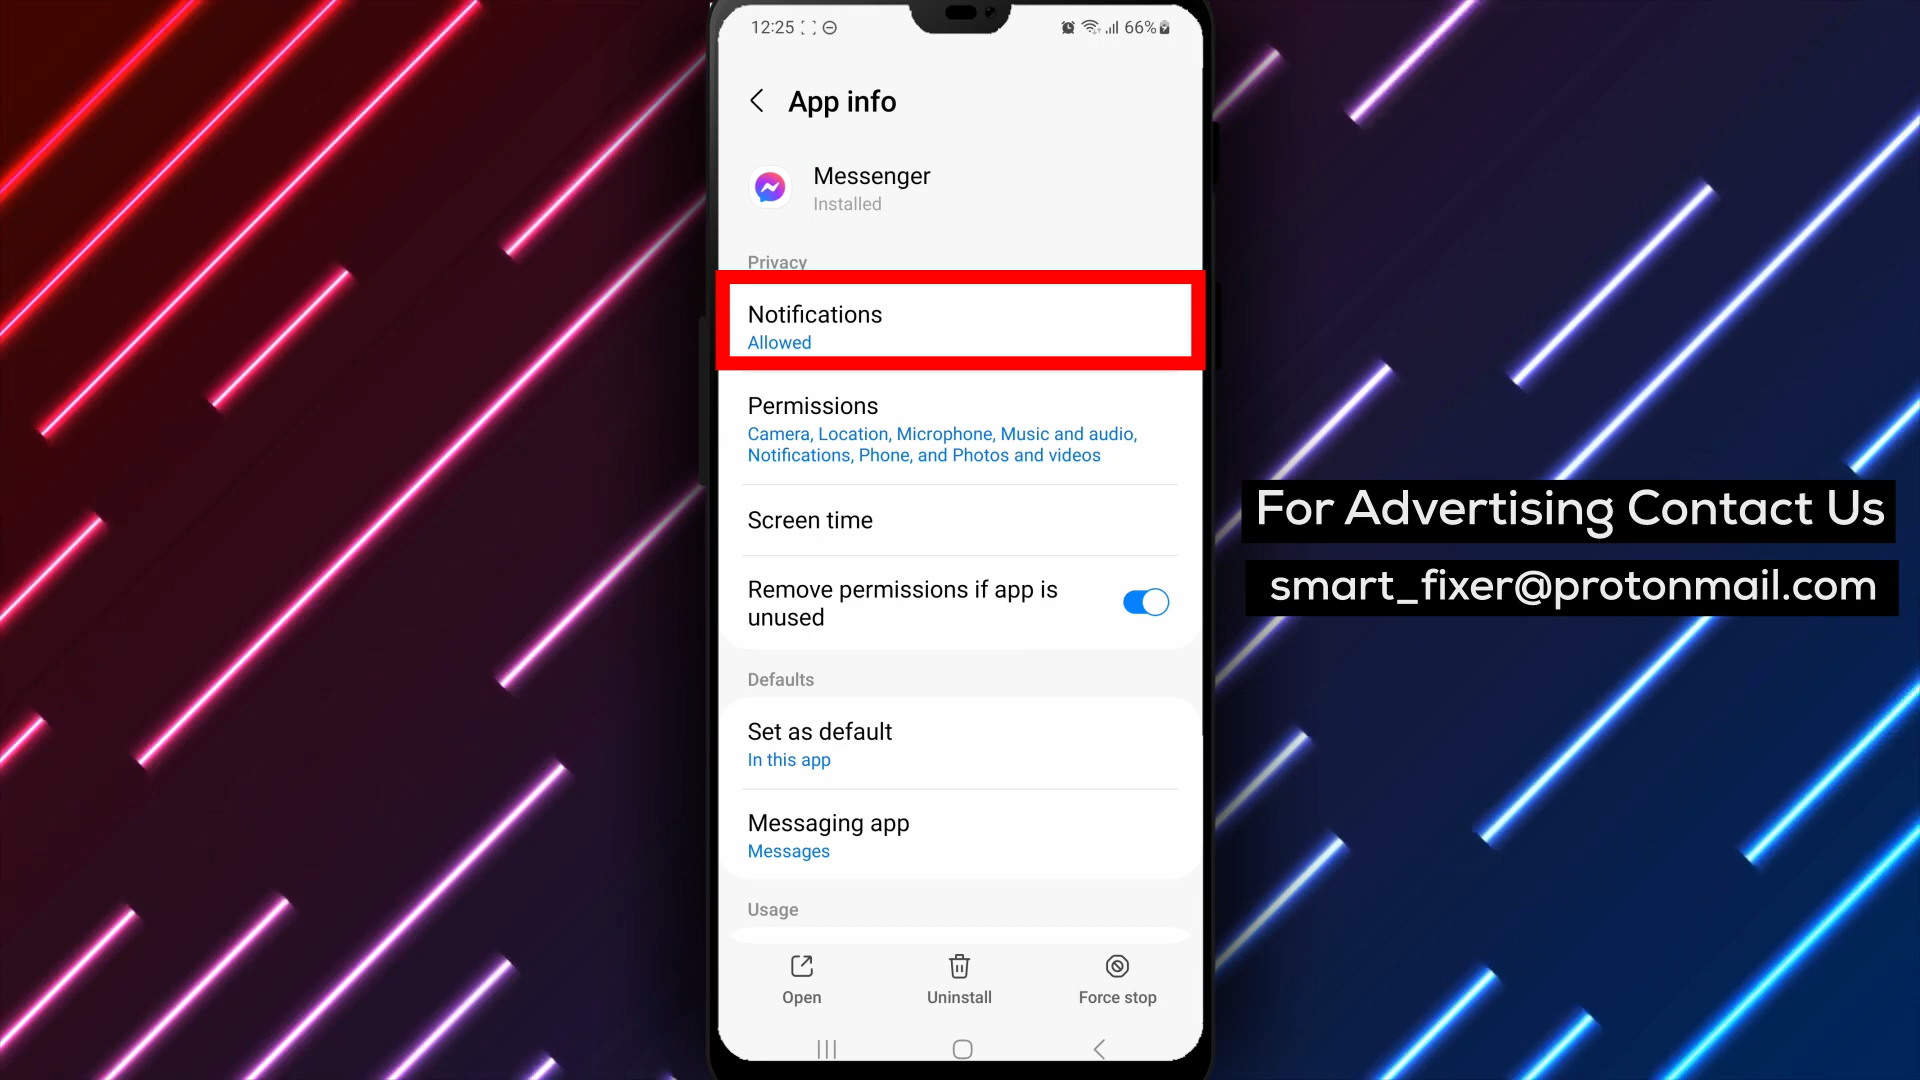 12:25
66%
App info
Messenger
Installed
Privacy
Notifications
Allowed
Permissions
Camera, Location, Microphone, Music and audio,
Notifications, Phone, and Photos and videos
Screen time
Remove permissions if app is
unused
Defaults
Set as default
In this app
Messaging app
Messages
Usage
Open
Uninstall
Force stop
For Advertising Contact Us
smart_fixer@protonmail.com